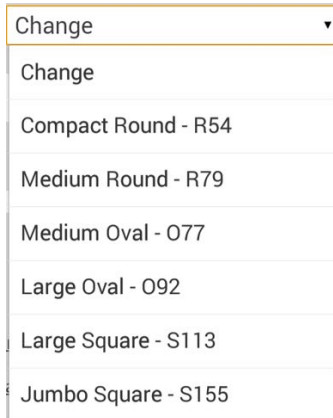 Change
Change
Compact Round - R54
Medium Round - R79
Medium Oval - O77
Large Oval - O92
Large Square - S113
Jumbo Square - S155